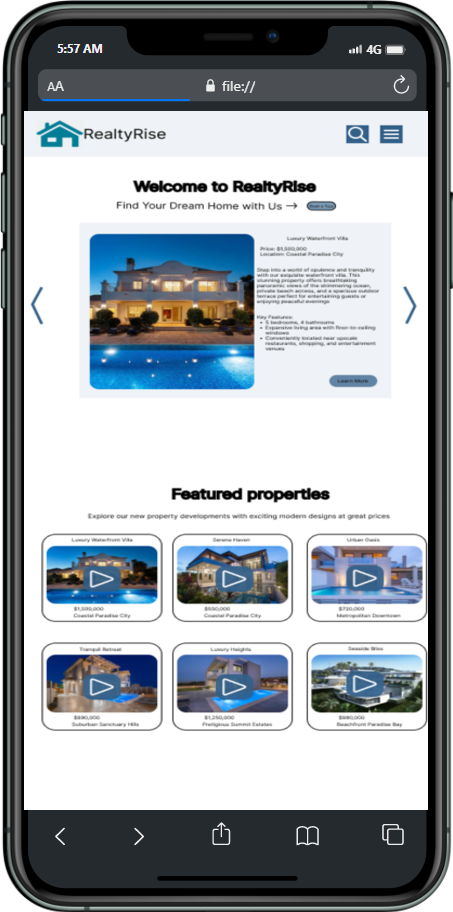 5:57 AM
4G
AA
file://
RealtyRise
Welcome to RealtyRise
Find Your Dream Home with Us →
Luxury Waterfront Villa
Price: $1,500,000
Location: Coastal Paradise City
Step into a world of opulence and tranquility
with our exquisite waterfront villa. This
stunning property offers breathtaking
panoramic views of the shimmering ocean,
private beach access, and a spacious outdoor
terrace perfect for entertaining guests or
enjoying peaceful evenings
Key Features:
• 5 bedrooms, 4 bathrooms
• Expansive living area with floor-to-ceiling
windows
• Conveniently located near upscale
restaurants, shopping, and entertainment
venues
Learn More
Featured properties
Explore our new property developments with exciting modern designs at great prices
Luxury Waterfront Villa
Coastal Paradise City
Serene Haven
$550,000
Coastal Paradise City
Urban Oasis
$720,000
Metropolitan Downtown
Tranquil Retreat
$890,000
Suburban Sanctuary Hills
Luxury Heights
$1,250,000
Prestigious Summit Estates
Seaside Bliss
$980,000
Beachfront Paradise Bay